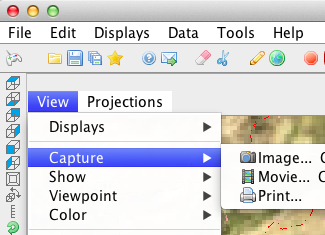 File Edit Displays Data Tools Help
View Projections
Displays
Capture
Image...
Show
Movie...
Viewpoint
Print...
Color